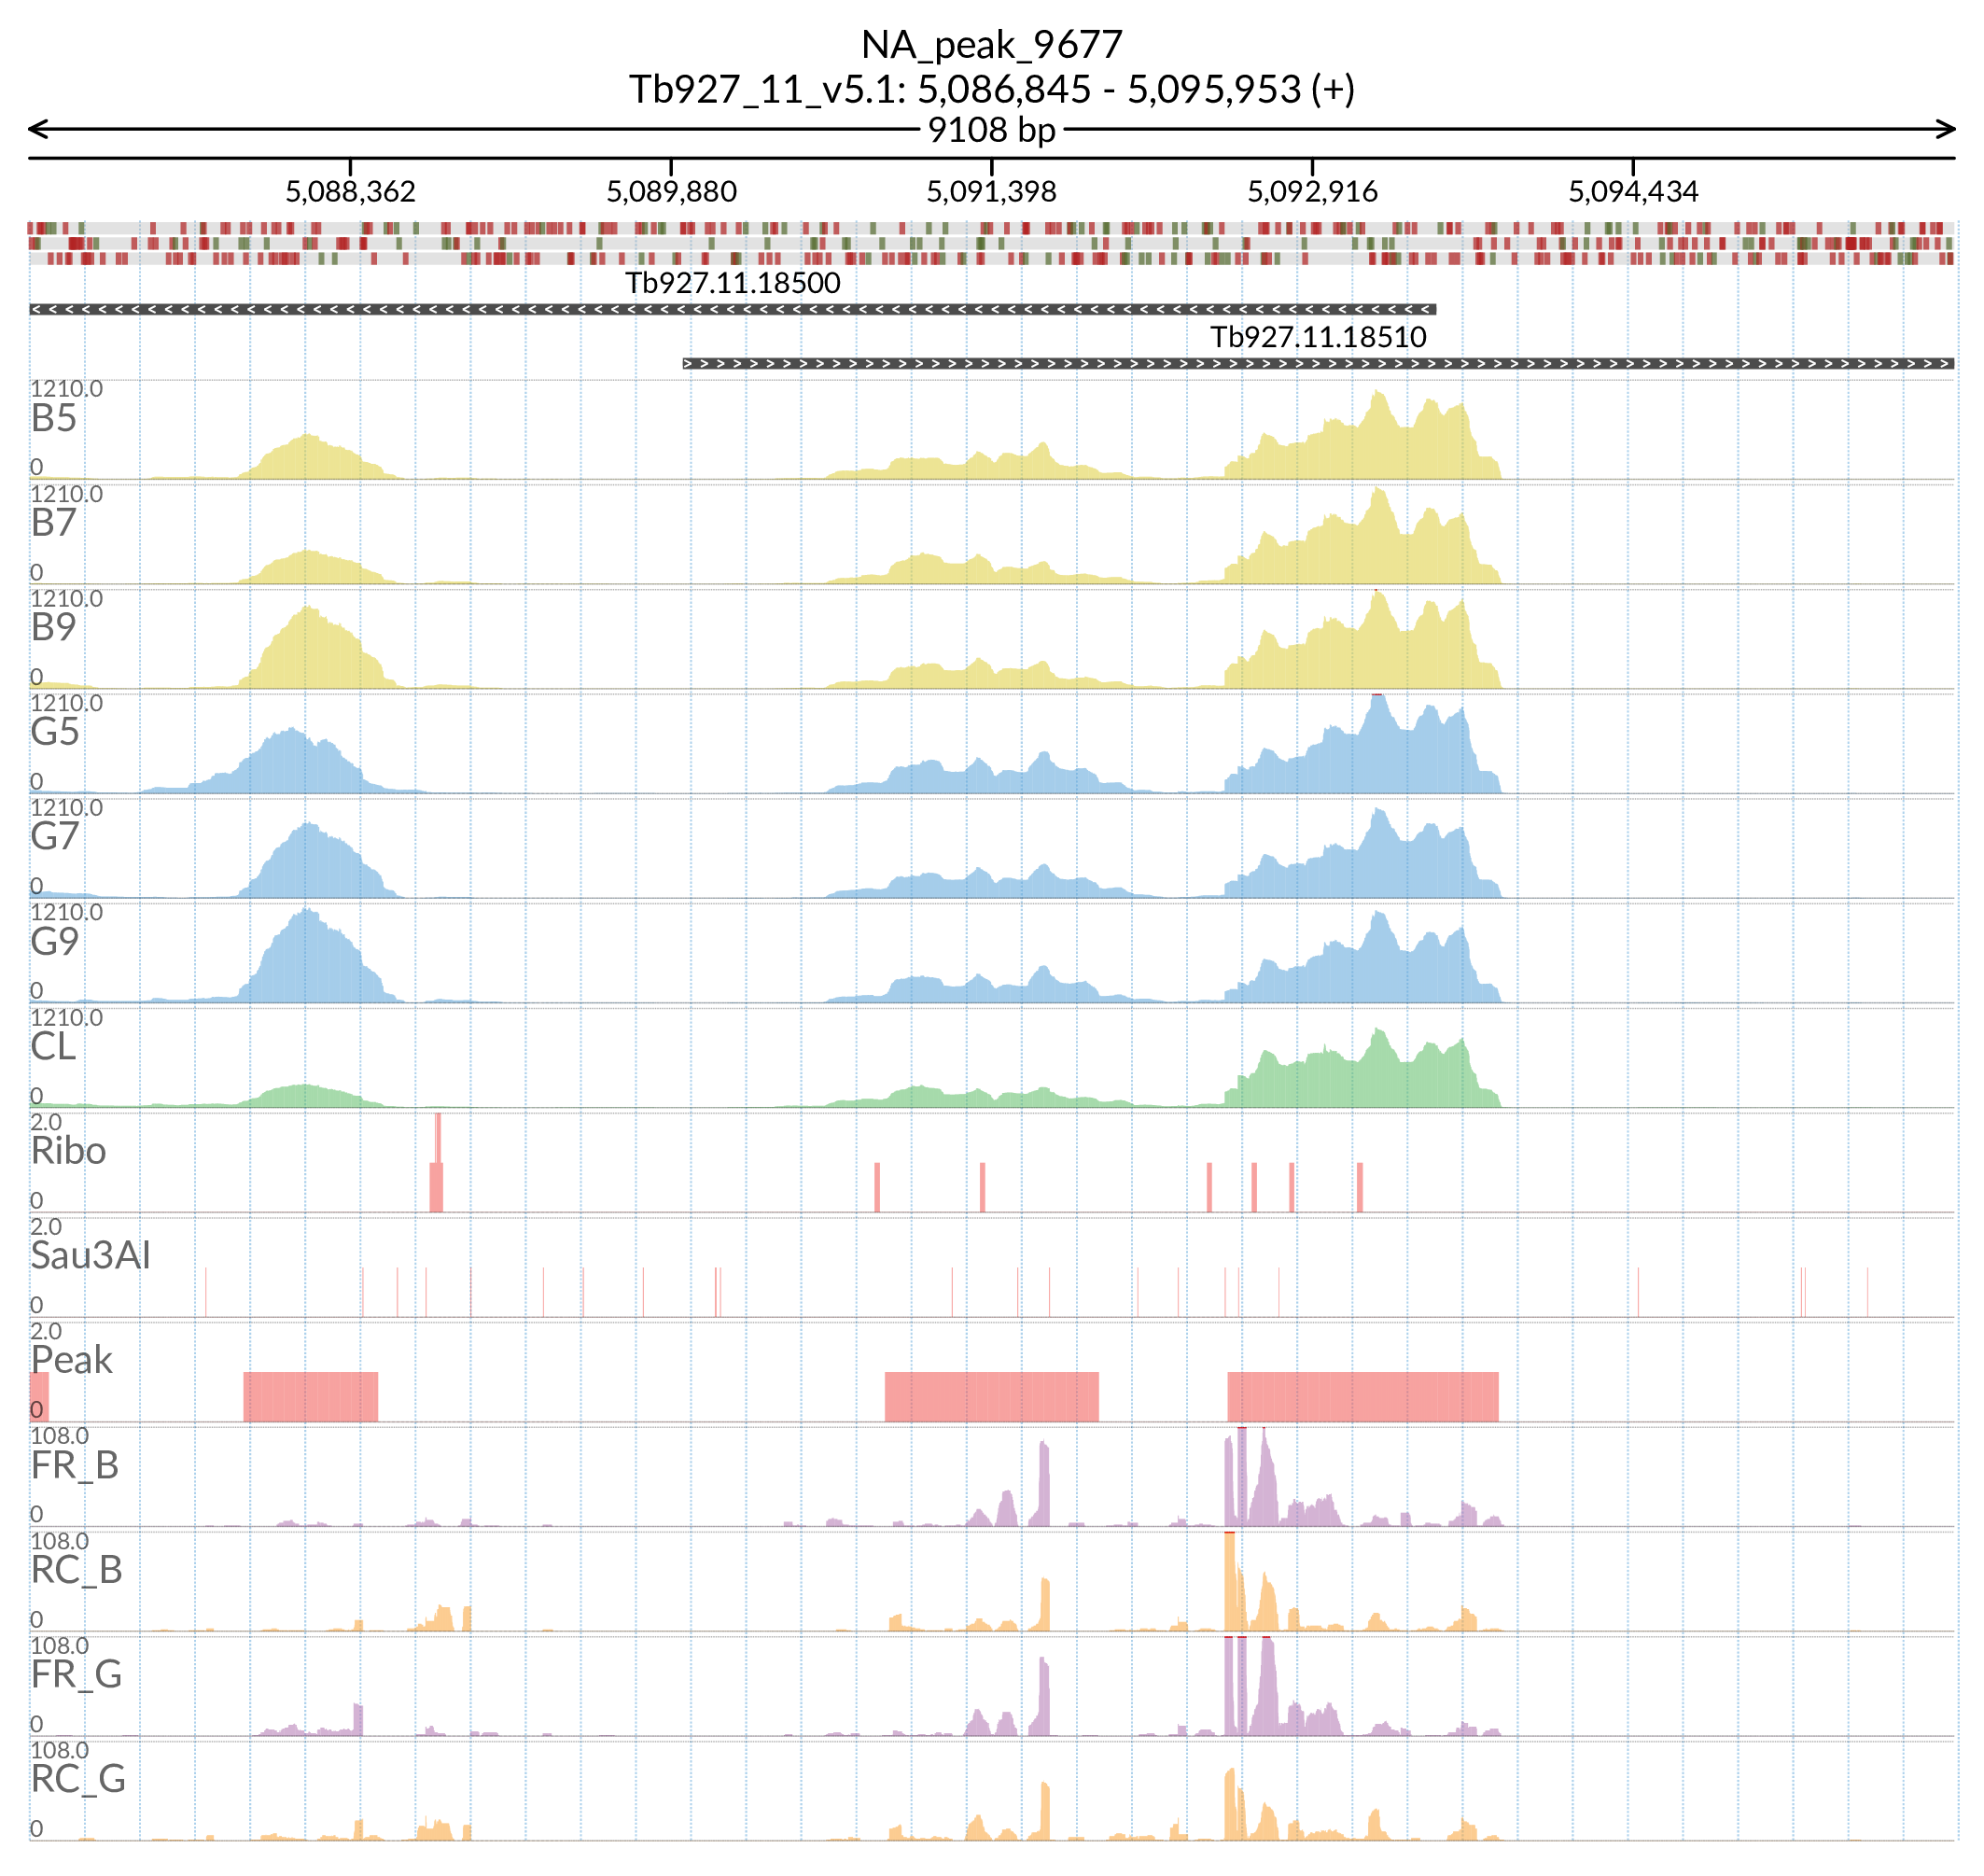 NA_peak_9677
Tb927_11_v5.1: 5,086,845 - 5,095,953 (+)
9108 bp
5,088,362 5,089,880 5,091,398 5,092,916 5,094,434
Tb927.11.18500
Tb927.11.18510
1210.0
B5
0
1210.0
B7
0
1210.0
B9
0
1210.0
G5
0
1210.0
G7
0
1210.0
G9
0
1210.0
CL
0
2.0
Ribo
0
2.0
Sau3AI
0
2.0
Peak
0
108.0
FR_B
0
108.0
RC_B
0
108.0
FR_G
0
108.0
RC_G
0